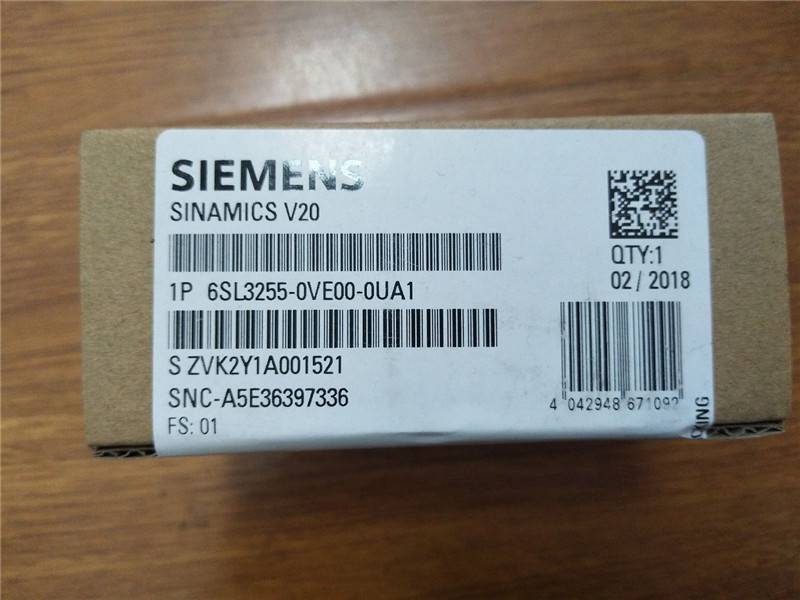 SIEMENS
SINAMICS V20
1P 6SL3255-0VE00-0UA1
S ZVK2Y1A001521
SNC-A5E36397336
FS: 01
QTY:1
02 / 2018
4 042948 671092